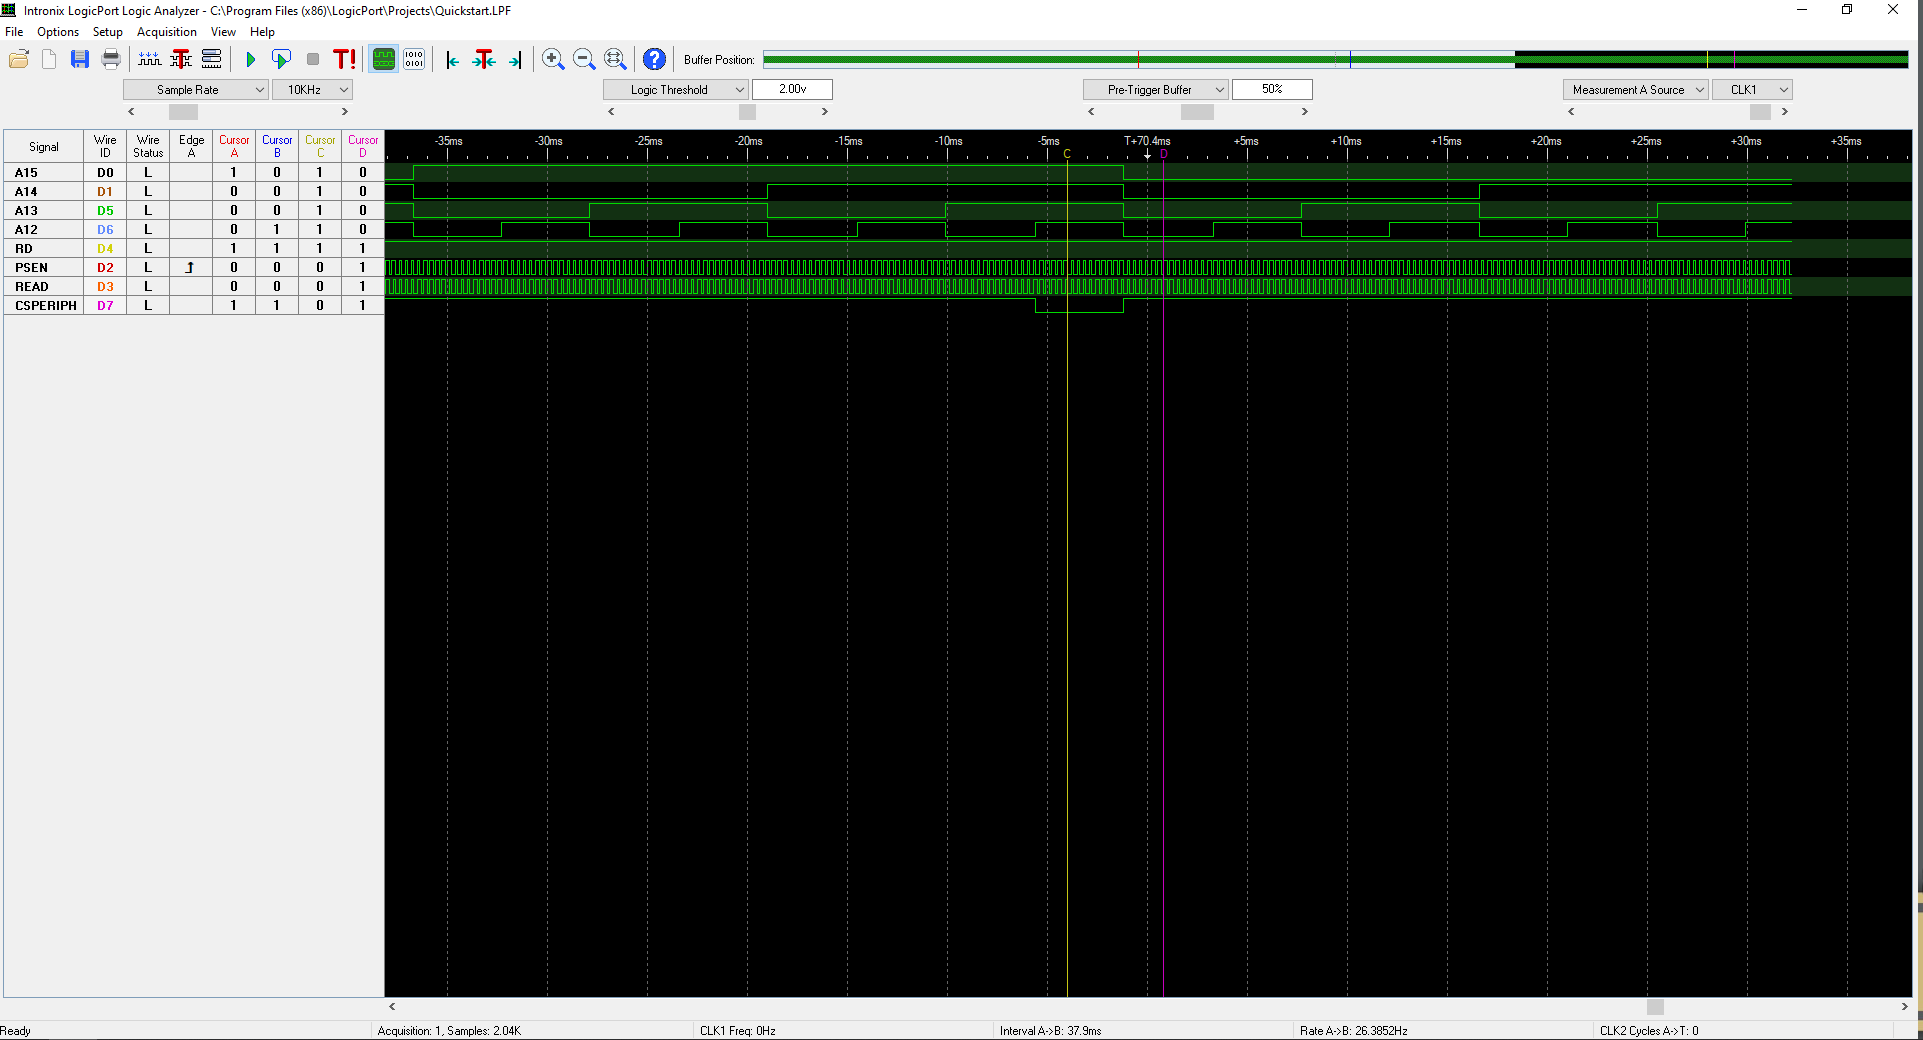 Intronix LogicPort Logic Analyzer - C:\Program Files (x86)\LogicPort\Projects\Quickstart.LPF
File Options Setup Acquisition View Help
T! 1010 0101 ? Buffer Position:
Sample Rate 10KHz Logic Threshold 2.00v Pre-Trigger Buffer 50% Measurement A Source CLK1
Signal Wire ID Wire Status Edge A Cursor A Cursor B Cursor C Cursor D -35ms -30ms -25ms -20ms -15ms -10ms -5ms T+70.4ms +5ms +10ms +15ms +20ms +25ms +30ms +35ms
C D
A15 D0 L 1 0 1 0
A14 D1 L 0 0 1 0
A13 D5 L 0 0 1 0
A12 D6 L 0 1 1 0
RD D4 L 1 1 1 1
PSEN D2 L 0 0 0 1
READ D3 L 0 0 0 1
CSPERIPH D7 L 1 1 0 1
Ready Acquisition: 1, Samples: 2.04K CLK1 Freq: 0Hz Interval A->B: 37.9ms Rate A->B: 26.3852Hz CLK2 Cycles A->T: 0